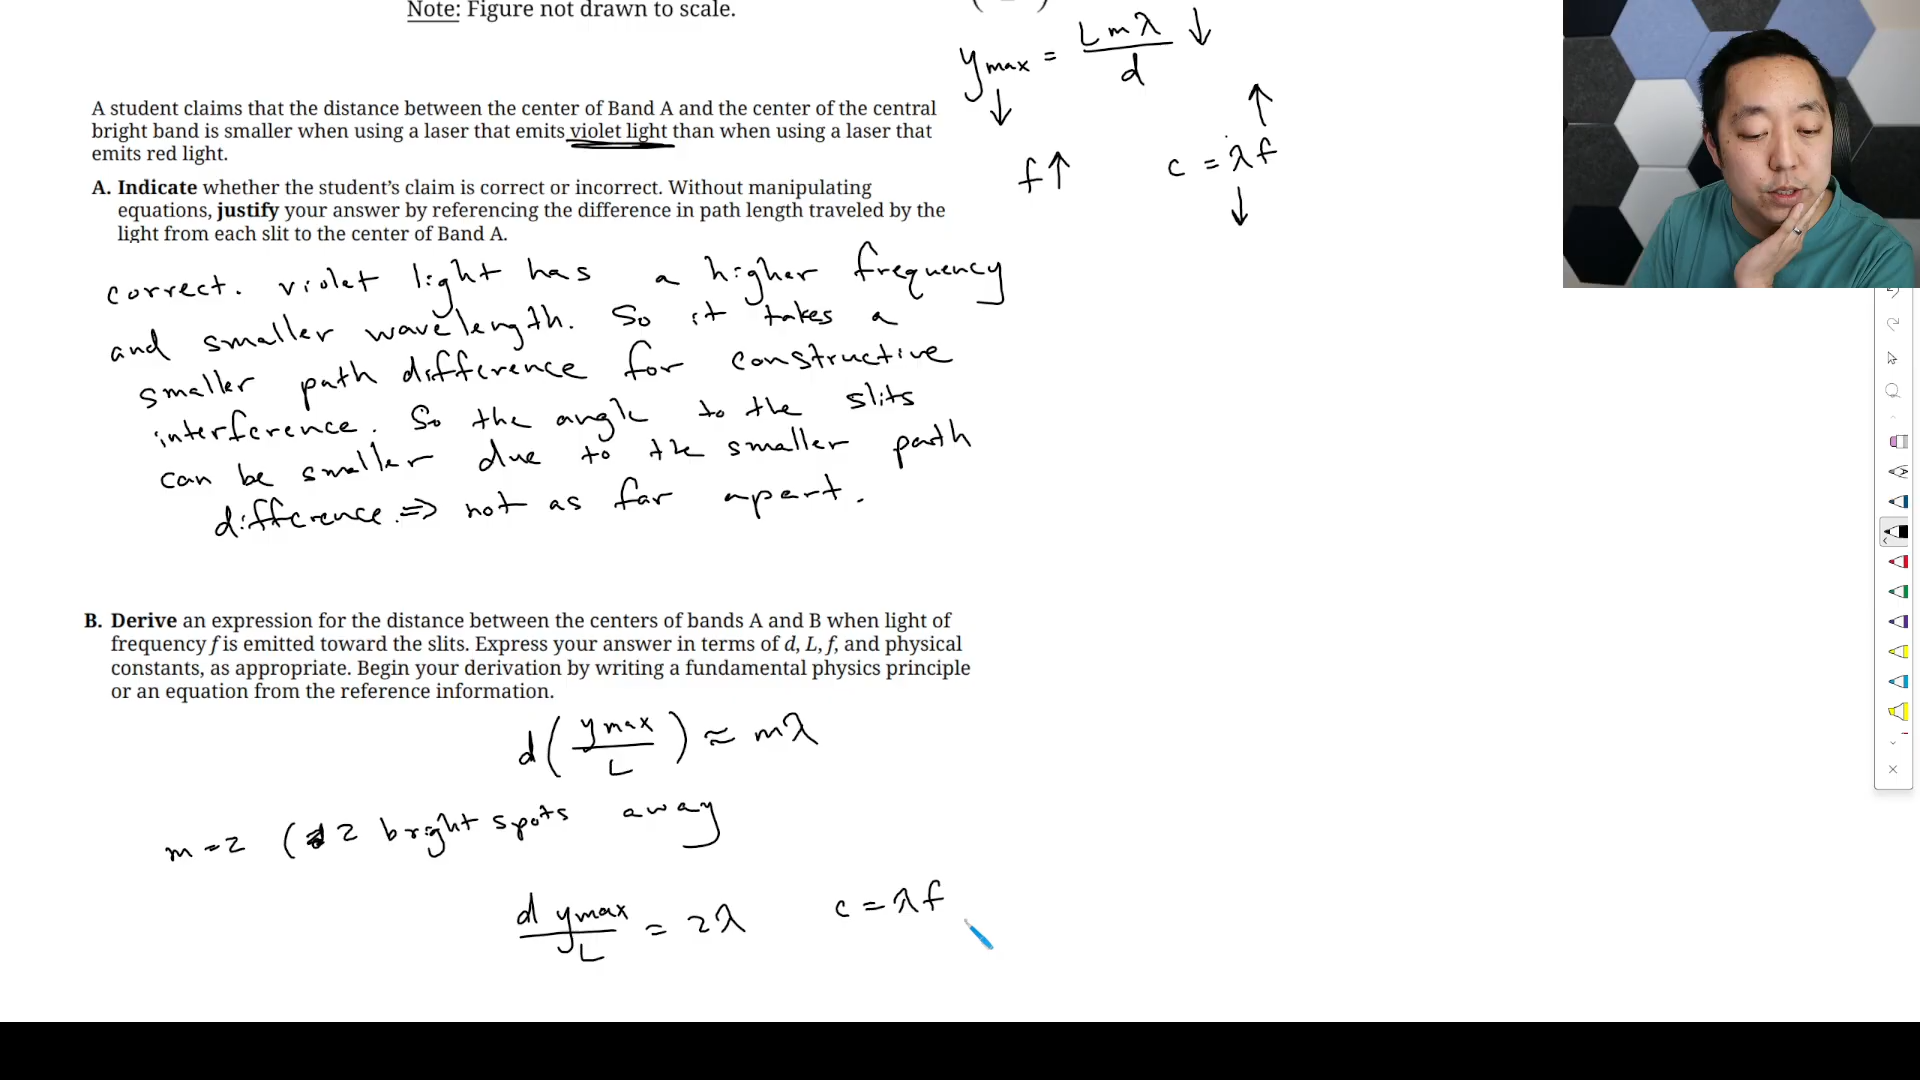 Note: Figure not drawn to scale.
y max = L m λ / d ↓
↓
A student claims that the distance between the center of Band A and the center of the central
bright band is smaller when using a laser that emits violet light than when using a laser that
emits red light.
f↑ c = λf
A. Indicate whether the student's claim is correct or incorrect. Without manipulating
equations, justify your answer by referencing the difference in path length traveled by the
light from each slit to the center of Band A.
correct. violet light has a higher frequency
and smaller wavelength. So it takes a
smaller path difference for constructive
interference. So the angle to the slits
can be smaller due to the smaller path
difference. ⇒ not as far apart.
B. Derive an expression for the distance between the centers of bands A and B when light of
frequency f is emitted toward the slits. Express your answer in terms of d, L, f, and physical
constants, as appropriate. Begin your derivation by writing a fundamental physics principle
or an equation from the reference information.
d ( y max / L ) ≈ mλ
m = 2 ( 2 bright spots away
d y max / L = 2λ c = λf